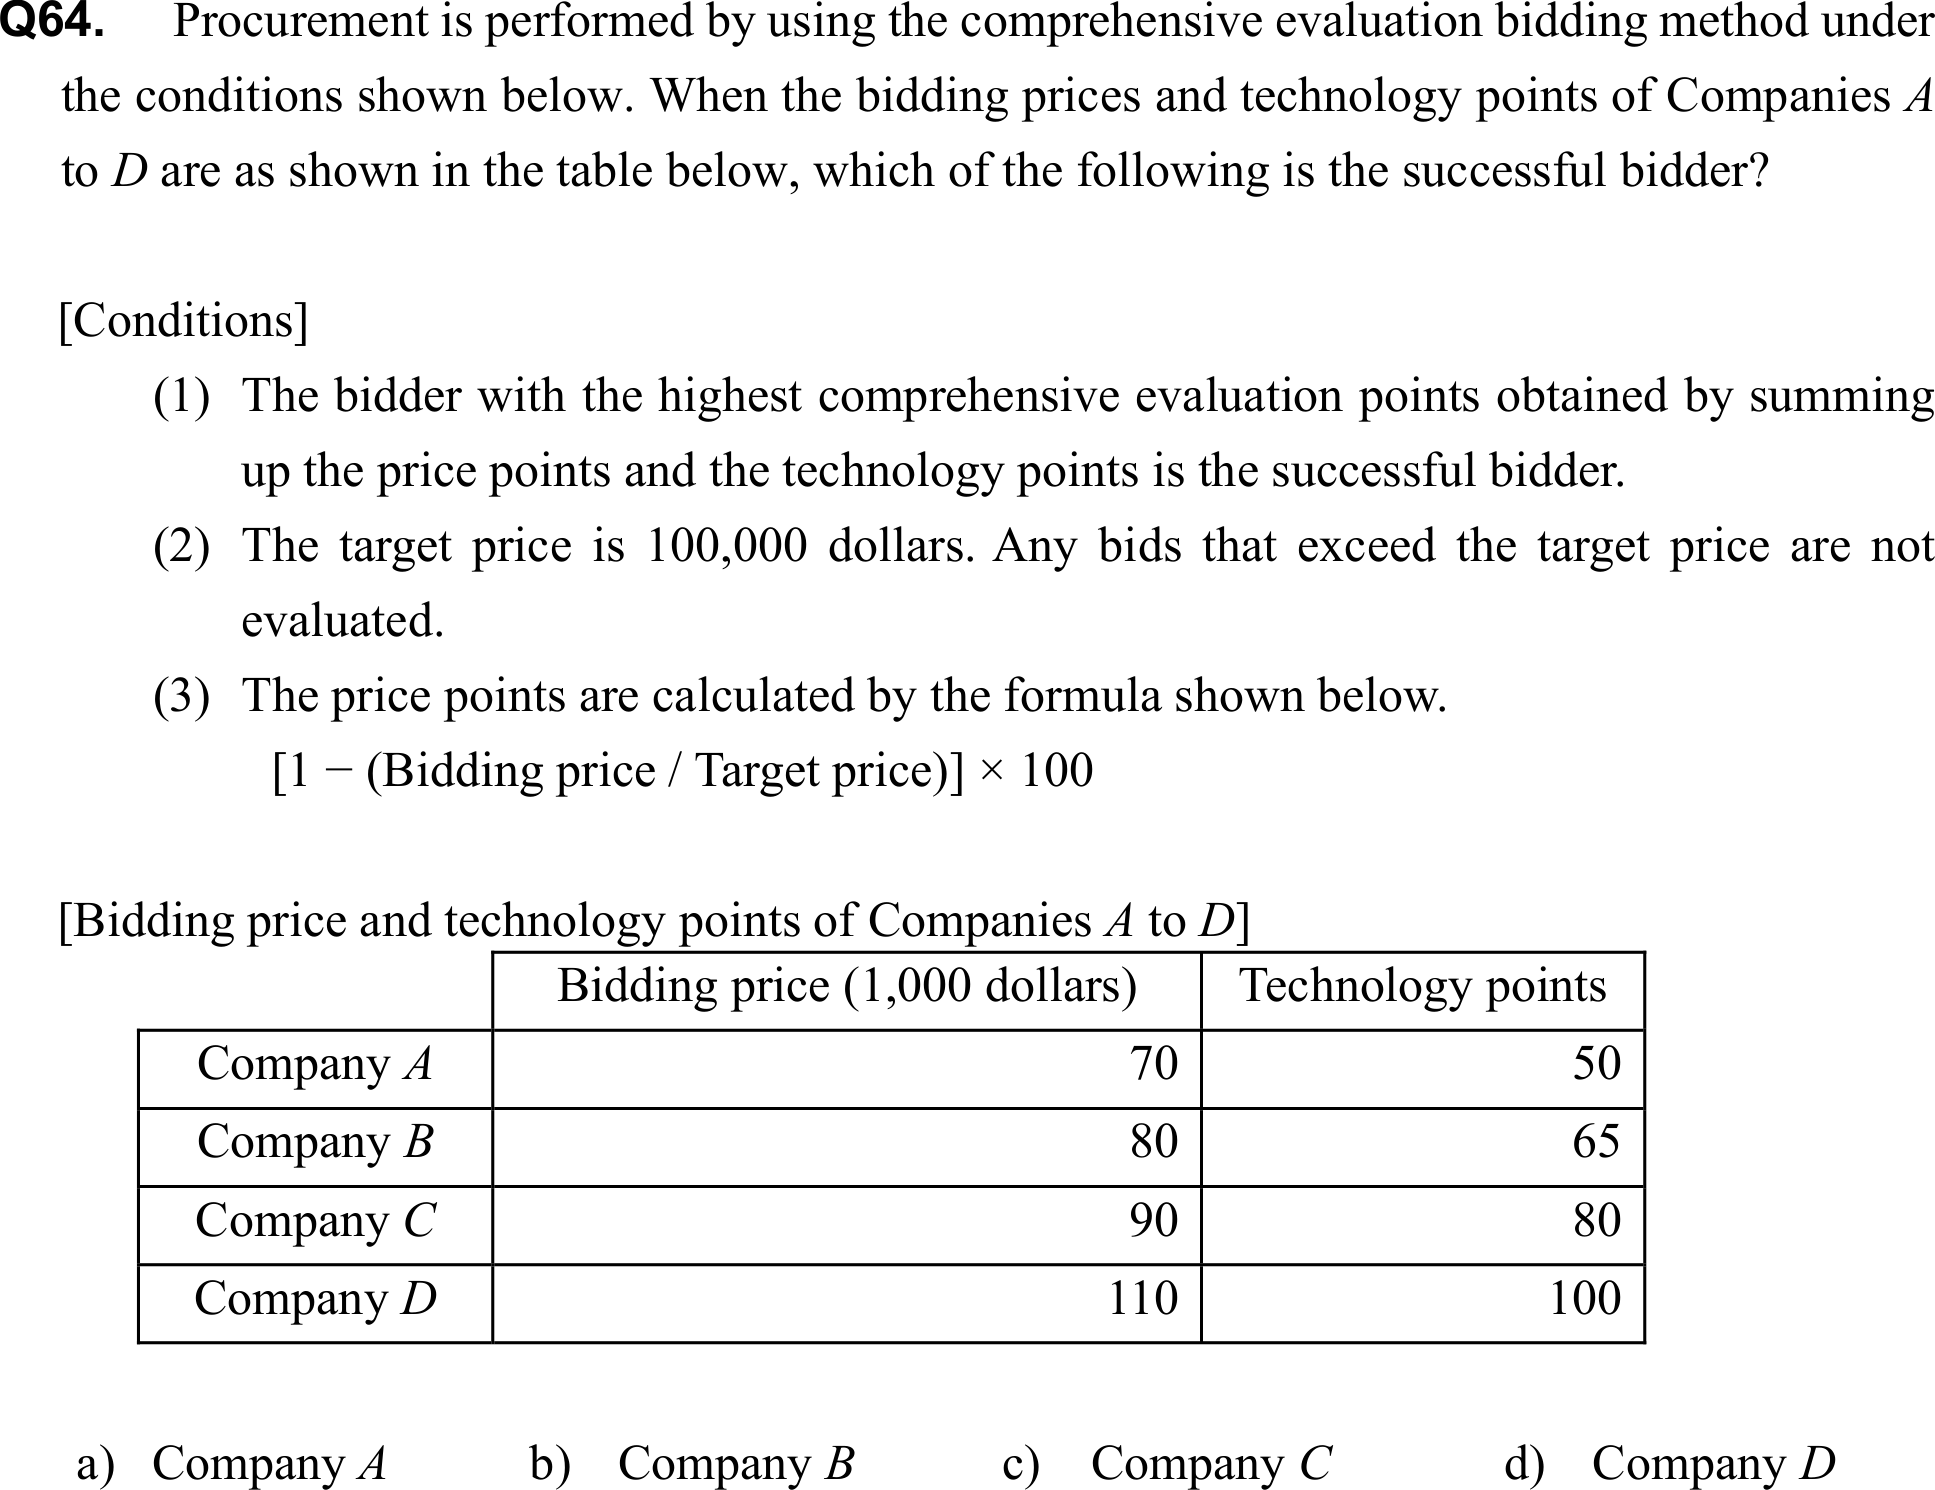 Q64. Procurement is performed by using the comprehensive evaluation bidding method under
the conditions shown below. When the bidding prices and technology points of Companies A
to D are as shown in the table below, which of the following is the successful bidder?
[Conditions]
(1) The bidder with the highest comprehensive evaluation points obtained by summing
up the price points and the technology points is the successful bidder.
(2) The target price is 100,000 dollars. Any bids that exceed the target price are not
evaluated.
(3) The price points are calculated by the formula shown below.
[1 − (Bidding price / Target price)] × 100
[Bidding price and technology points of Companies A to D]
Bidding price (1,000 dollars) Technology points
Company A 70 50
Company B 80 65
Company C 90 80
Company D 110 100
a) Company A b) Company B c) Company C d) Company D